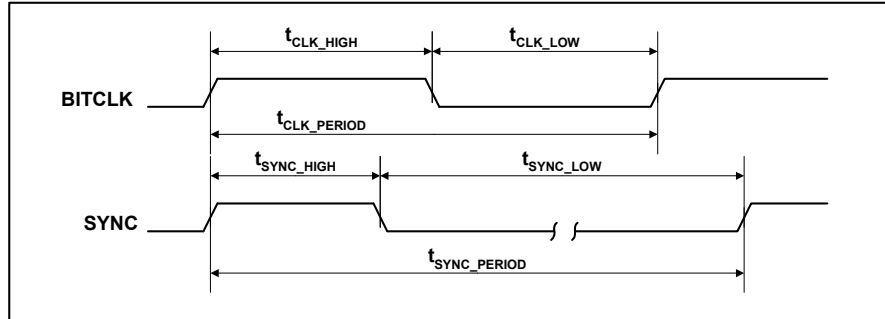 tCLK_HIGH tCLK_LOW
BITCLK
tCLK_PERIOD
tSYNC_HIGH tSYNC_LOW
SYNC
tSYNC_PERIOD